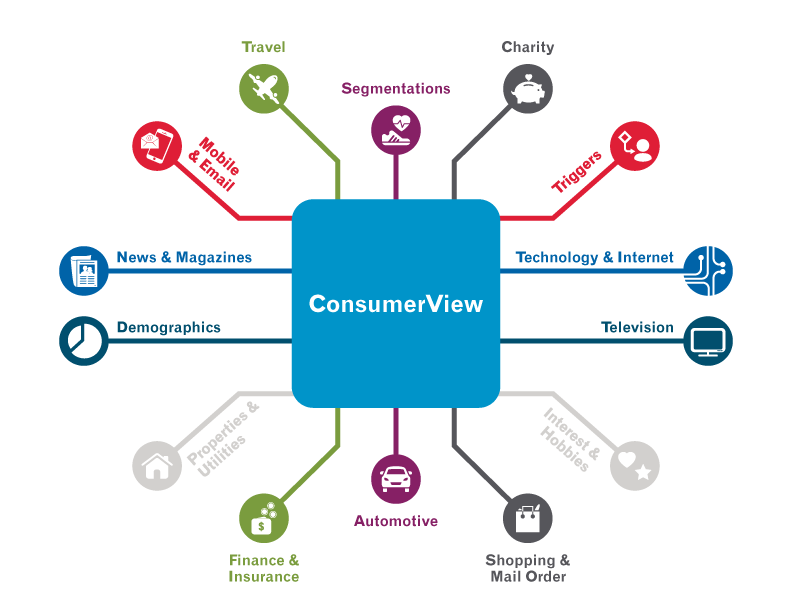 Travel
Charity
Segmentations
Mobile
& Email
Triggers
News & Magazines
Technology & Internet
ConsumerView
Demographics
Television
Properties &
Utilities
Interest &
Hobbies
$
Automotive
Finance &
Insurance
Shopping &
Mail Order